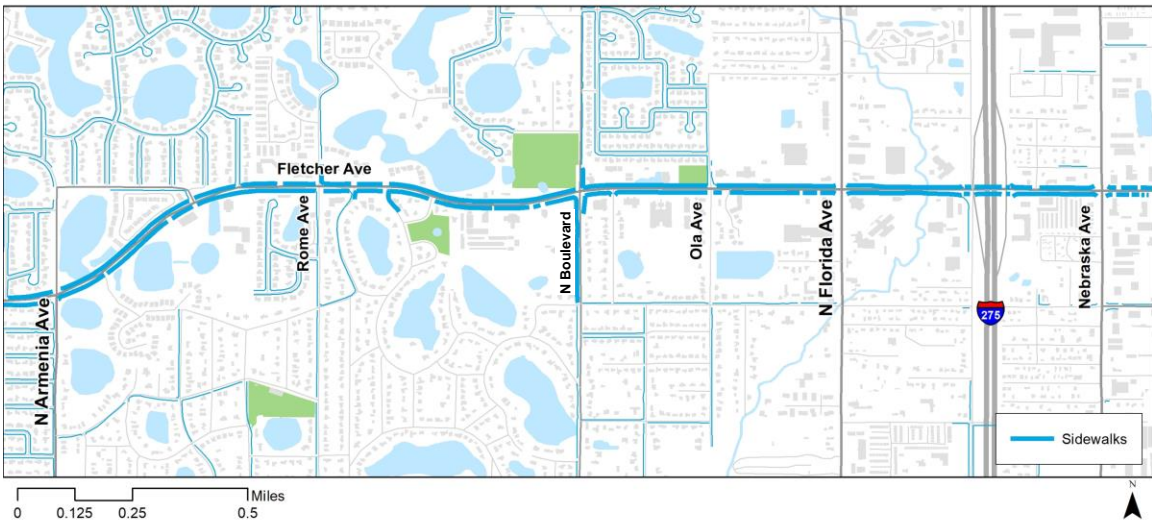 Fletcher Ave
N Armenia Ave
Rome Ave
N Boulevard
Ola Ave
N Florida Ave
275
Nebraska Ave
Sidewalks
Miles
0 0.125 0.25 0.5
N